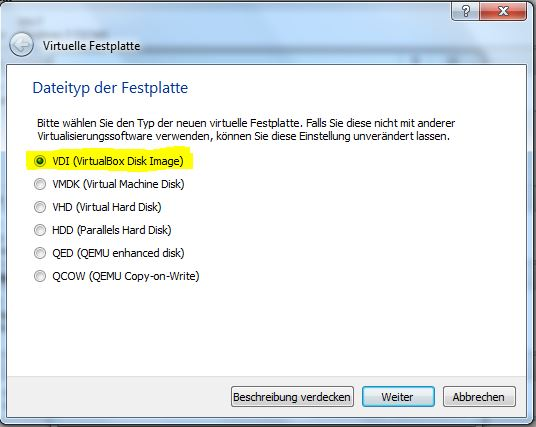 Virtuelle Festplatte
Dateityp der Festplatte
Bitte wählen Sie den Typ der neuen virtuelle Festplatte. Falls Sie diese nicht mit anderer
Virtualisierungssoftware verwenden, können Sie diese Einstellung unverändert lassen.
VDI (VirtualBox Disk Image)
VMDK (Virtual Machine Disk)
VHD (Virtual Hard Disk)
HDD (Parallels Hard Disk)
QED (QEMU enhanced disk)
QCOW (QEMU Copy-on-Write)
Beschreibung verdecken
Weiter
Abbrechen